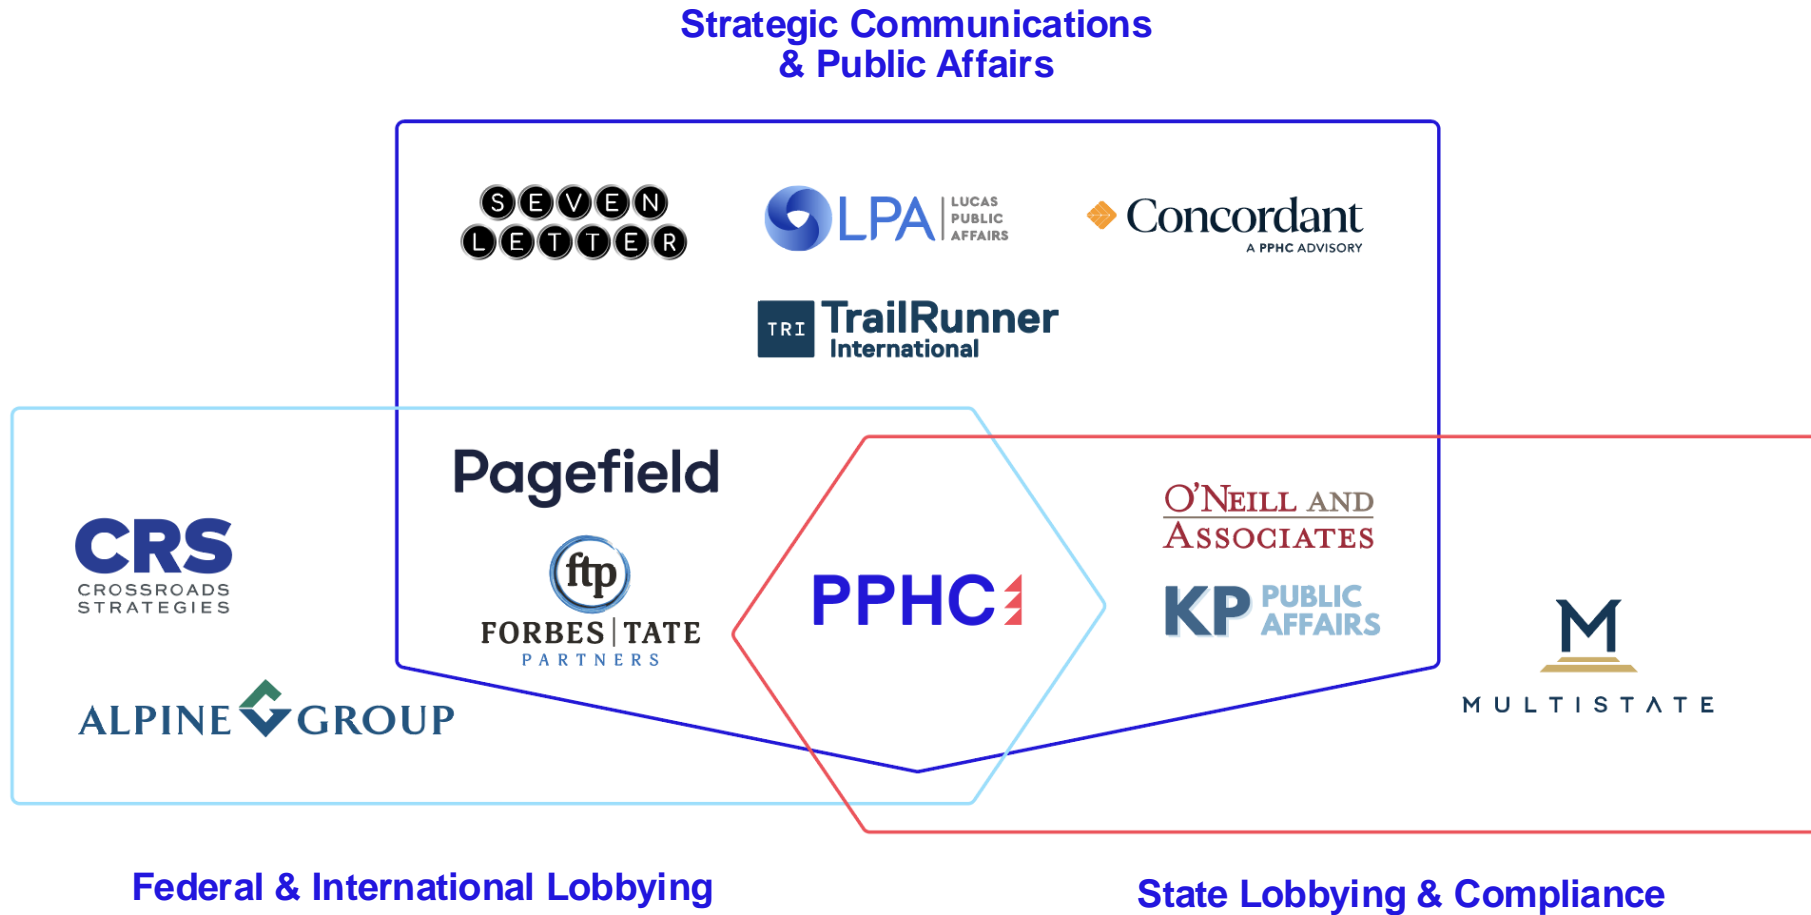 Strategic Communications
& Public Affairs
SEVEN
LETTER
LPA
LUCAS
PUBLIC
AFFAIRS
Concordant
A PPHC ADVISORY
TRI
TrailRunner
International
Pagefield
CRS
CROSSROADS
STRATEGIES
ftp
FORBES|TATE
PARTNERS
PPHC
O'NEILL AND
ASSOCIATES
KP
PUBLIC
AFFAIRS
ALPINE GROUP
M
MULTISTATE
Federal & International Lobbying
State Lobbying & Compliance